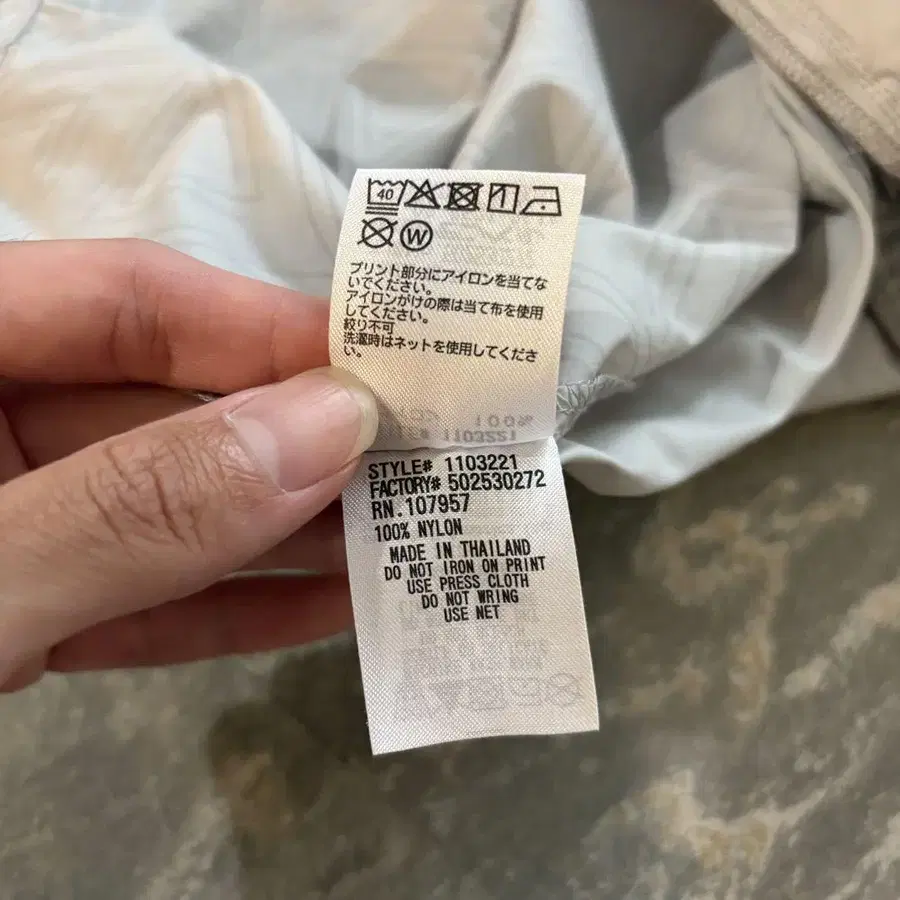 40
W
プリント部分にアイロンを当てな
いでください。
アイロンがけの際は当て布を使用
してください。
絞り不可
洗濯時はネットを使用してくださ
い。
STYLE# 1103221
FACTORY# 502530272
RN.107957
100% NYLON
MADE IN THAILAND
DO NOT IRON ON PRINT
USE PRESS CLOTH
DO NOT WRING
USE NET